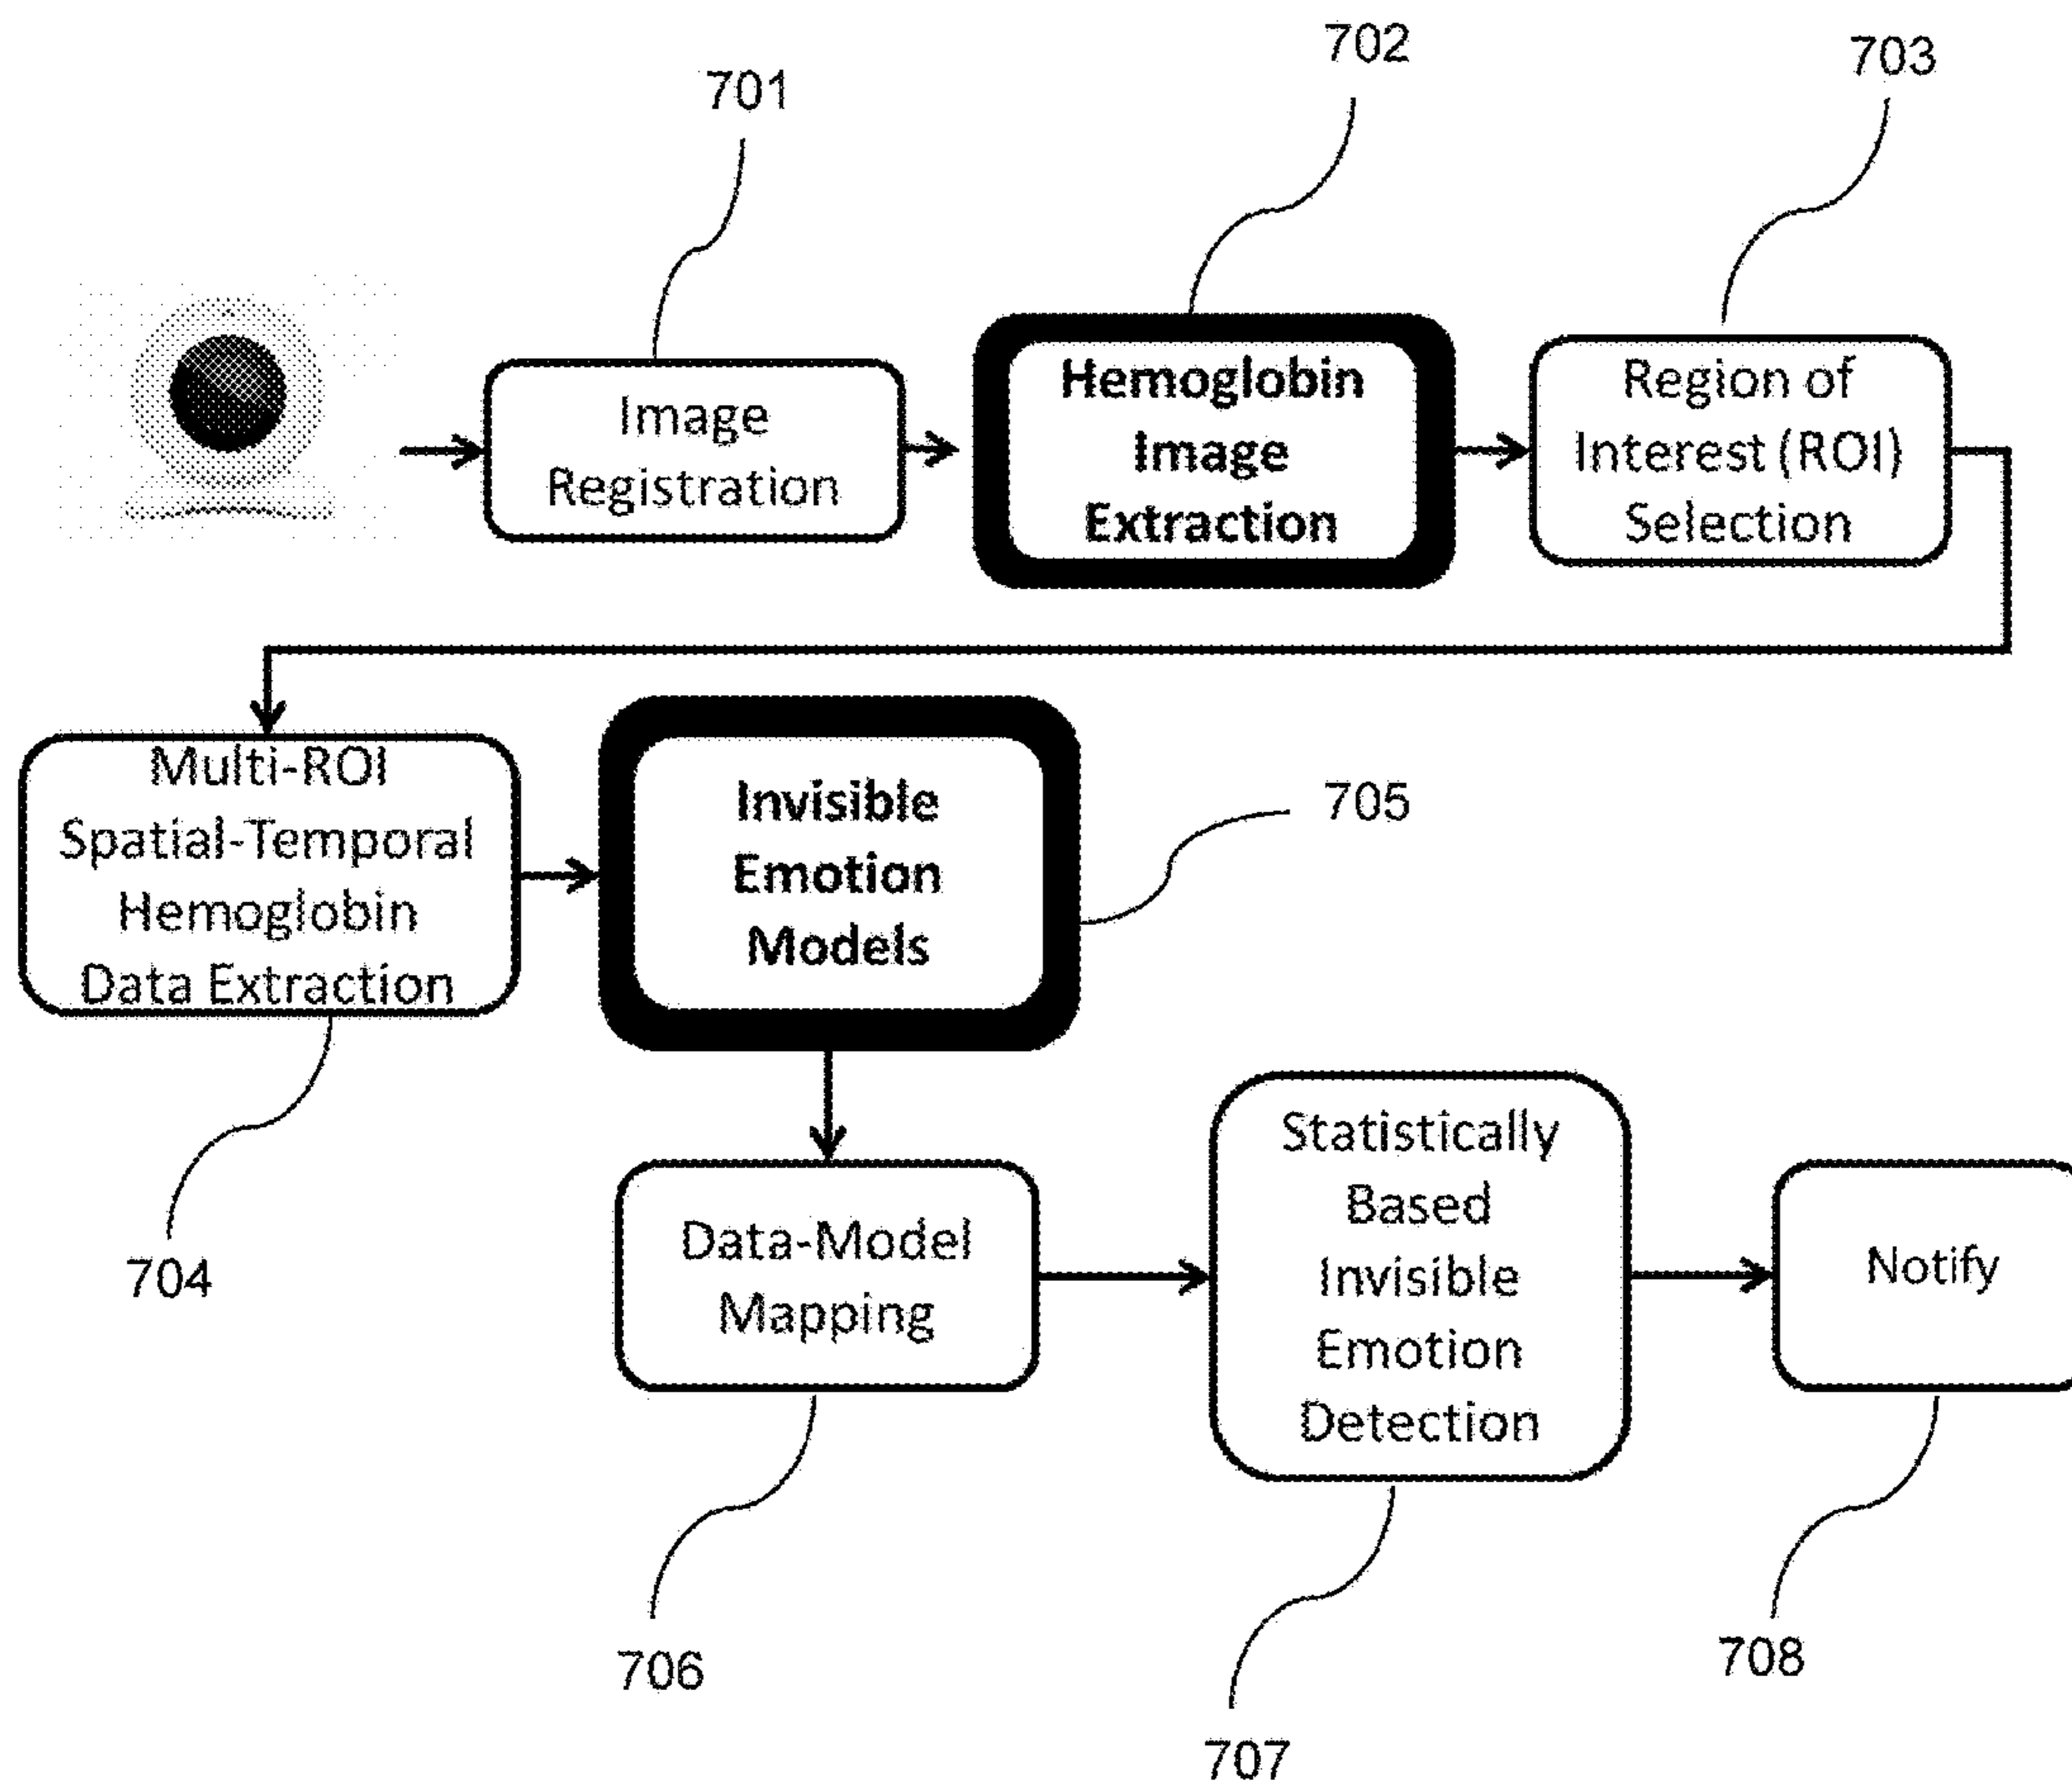 701
702
703
Image
Registration
Hemoglobin
Image
Extraction
Region of
Interest (ROI)
Selection
Multi-ROI
Spatial-Temporal
Hemoglobin
Data Extraction
704
Invisible
Emotion
Models
705
Data-Model
Mapping
706
Statistically
Based
Invisible
Emotion
Detection
707
Notify
708